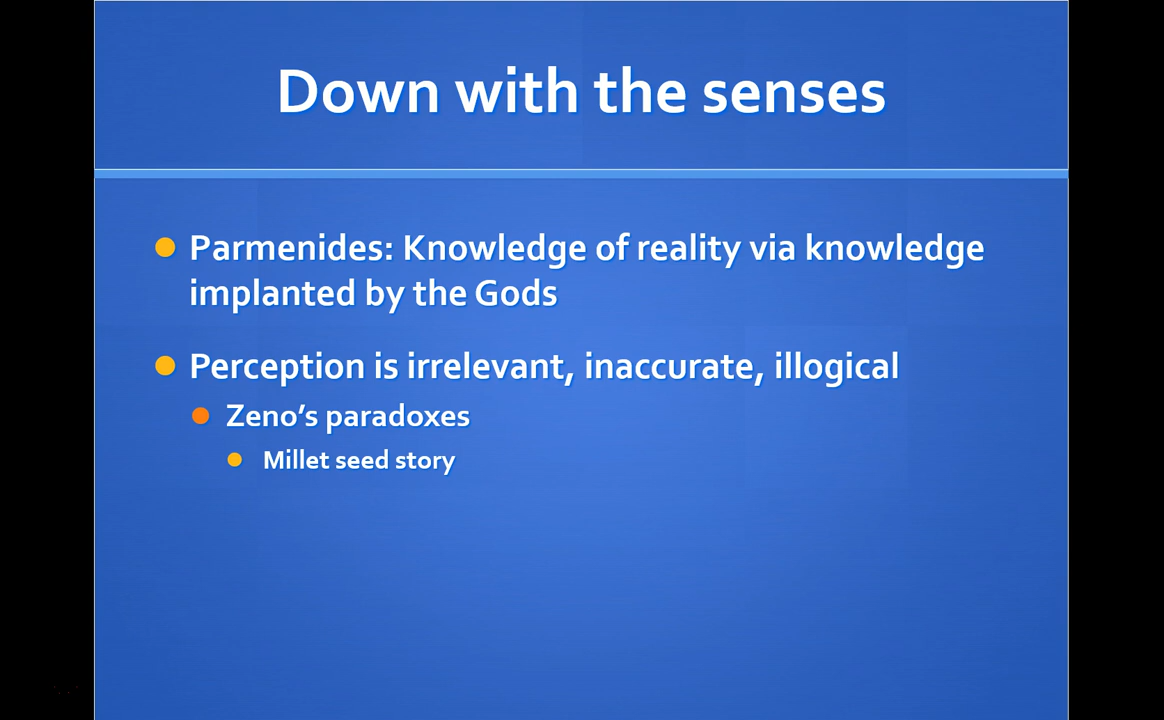 Down with the senses
Parmenides: Knowledge of reality via knowledge
implanted by the Gods
Perception is irrelevant, inaccurate, illogical
Zeno’s paradoxes
Millet seed story